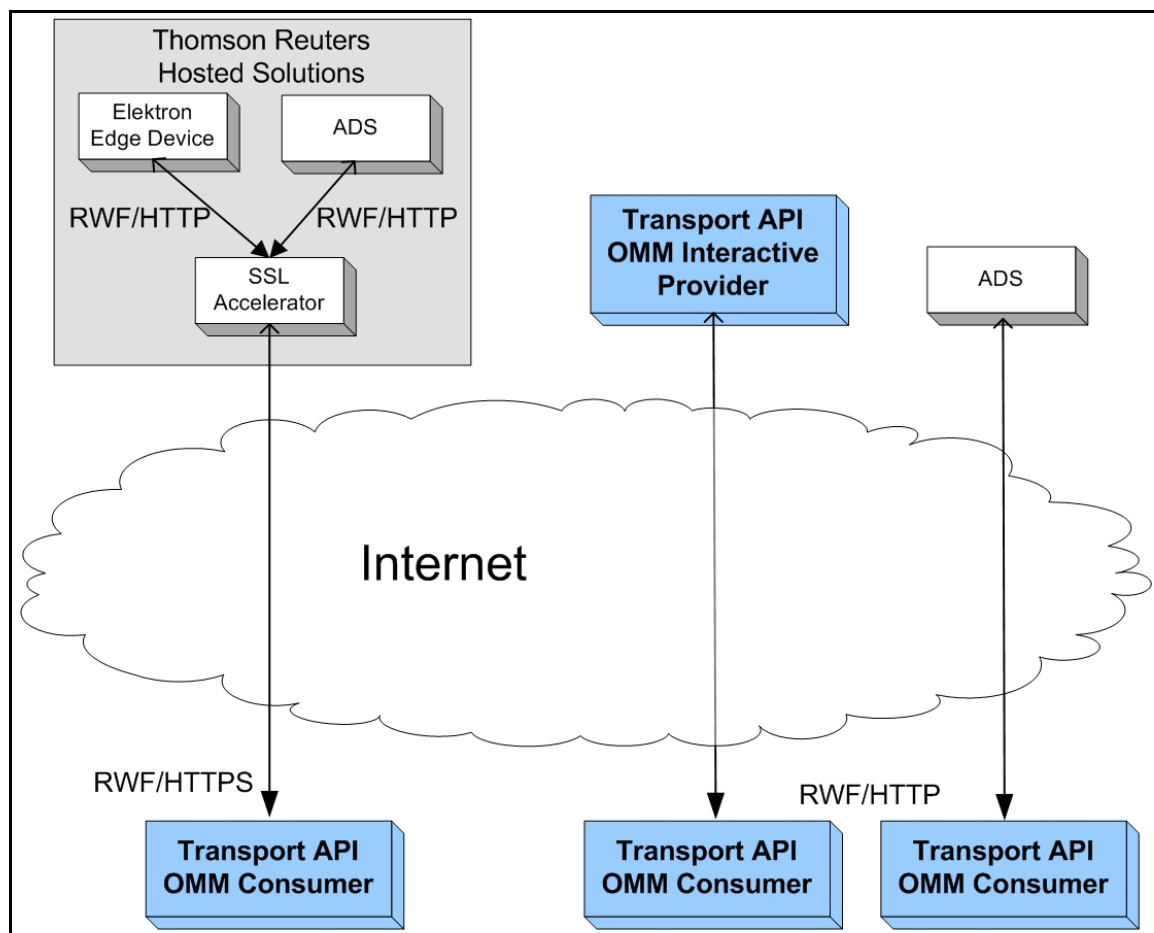 Thomson Reuters
Hosted Solutions
Elektron
Edge Device
ADS
RWF/HTTP
RWF/HTTP
SSL
Accelerator
Transport API
OMM Interactive
Provider
ADS
Internet
RWF/HTTPS
RWF/HTTP
Transport API
OMM Consumer
Transport API
OMM Consumer
Transport API
OMM Consumer